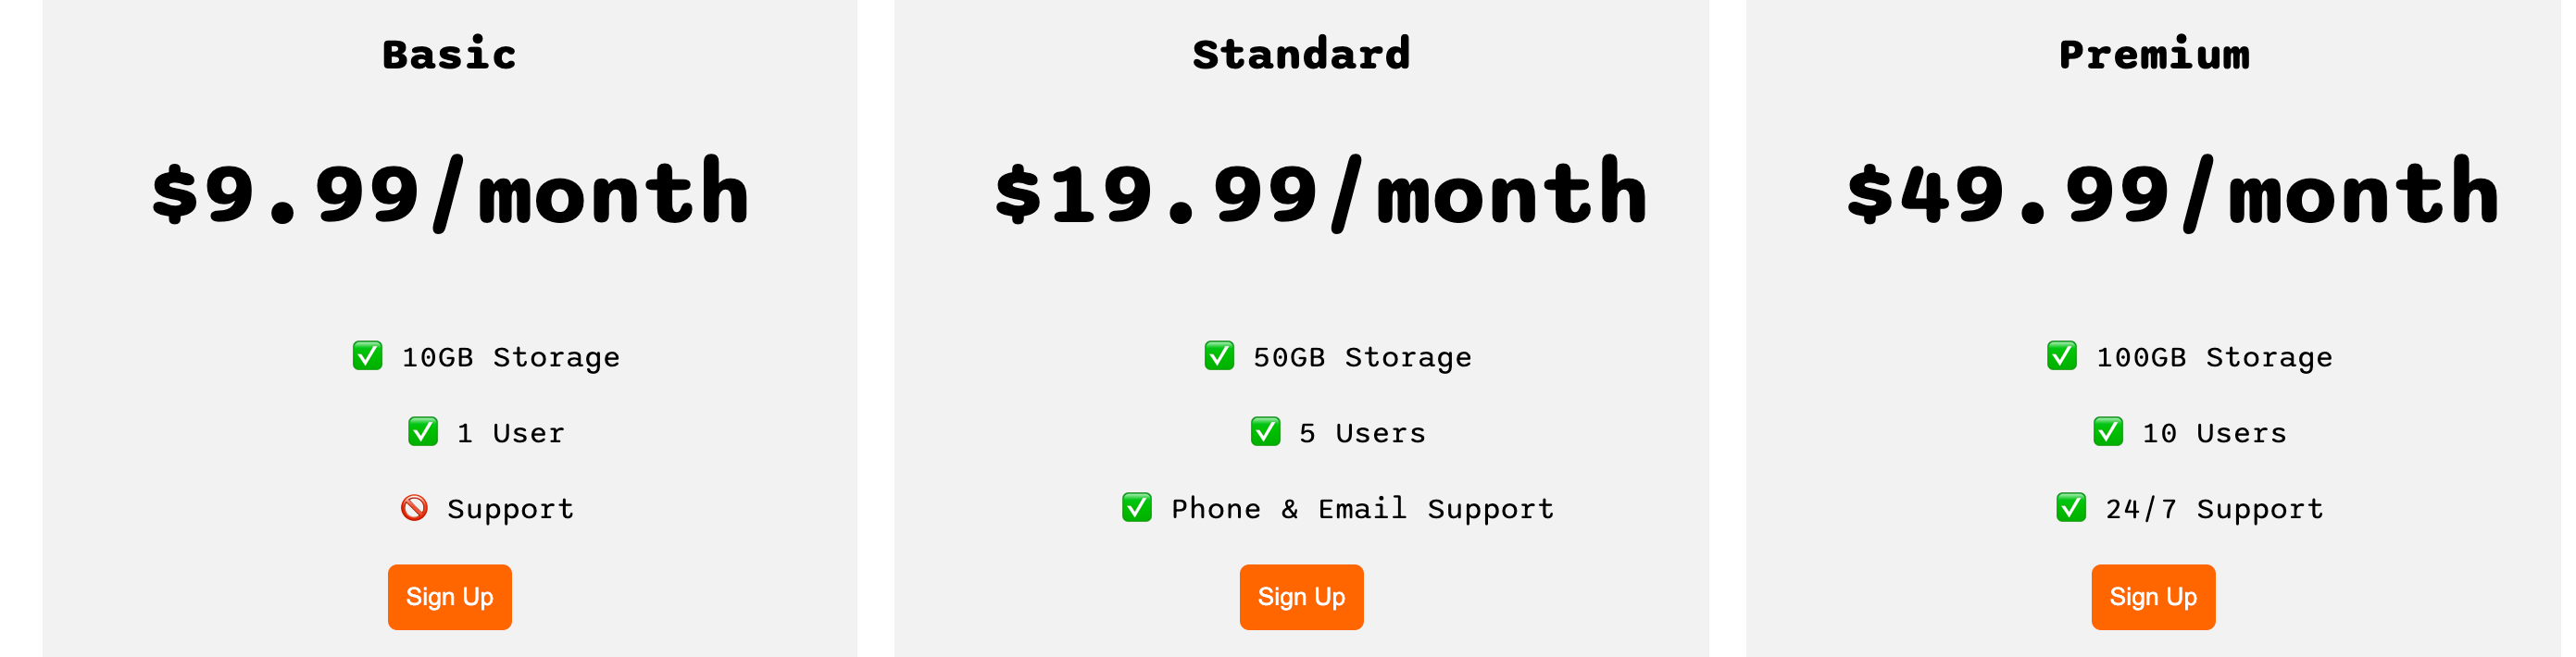 Basic
$9.99/month
✅ 10GB Storage
✅ 1 User
🚫 Support
Sign Up
Standard
$19.99/month
✅ 50GB Storage
✅ 5 Users
✅ Phone & Email Support
Sign Up
Premium
$49.99/month
✅ 100GB Storage
✅ 10 Users
✅ 24/7 Support
Sign Up